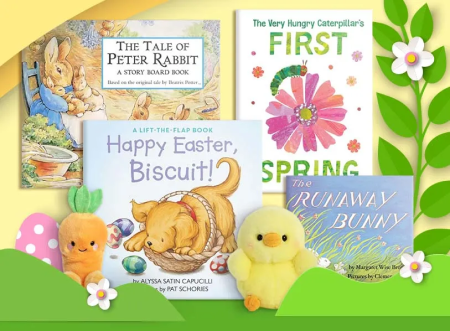 THE TALE OF
PETER RABBIT
A STORY BOARD BOOK
Based on the original tale by Beatrix Potter
The Very Hungry Caterpillar's
FIRST
SPRING
A LIFT-THE-FLAP BOOK
Happy Easter,
Biscuit!
by ALYSSA SATIN CAPUCILLI
by PAT SCHORIES
The
RUNAWAY
BUNNY
by Margaret Wise
Pictures by